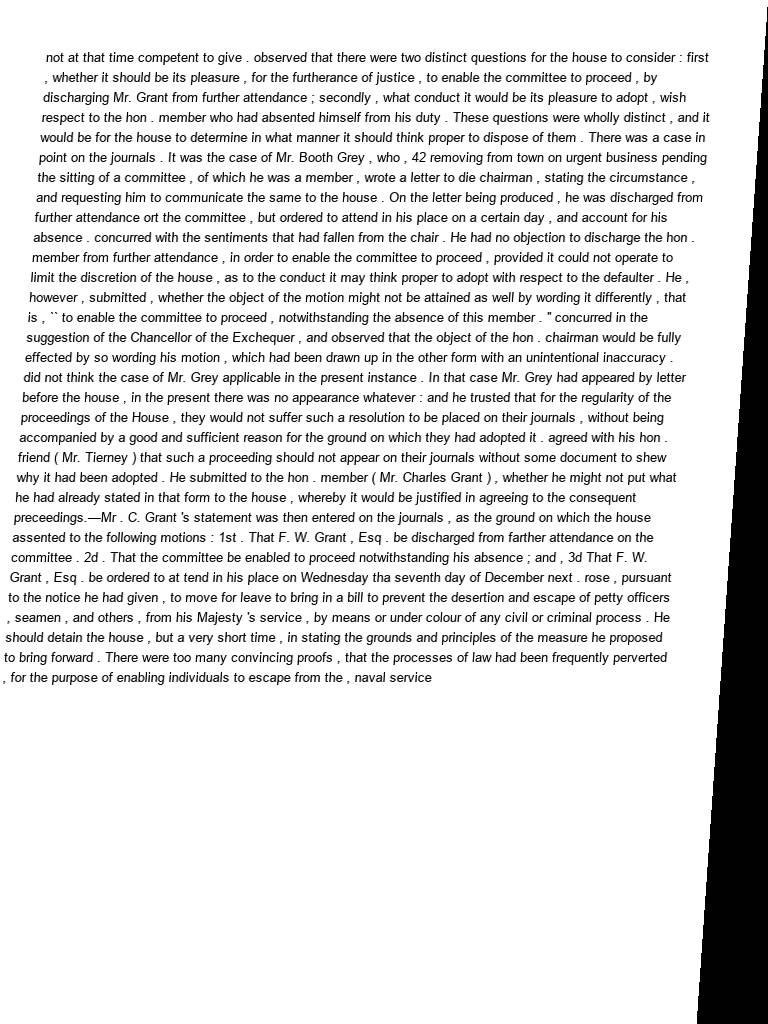 not at that time competent to give . observed that there were two distinct questions for the house to consider : first
, whether it should be its pleasure , for the furtherance of justice , to enable the committee to proceed , by
discharging Mr. Grant from further attendance ; secondly , what conduct it would be its pleasure to adopt , wish
respect to the hon . member who had absented himself from his duty . These questions were wholly distinct , and it
would be for the house to determine in what manner it should think proper to dispose of them . There was a case in
point on the journals . It was the case of Mr. Booth Grey , who , 42 removing from town on urgent business pending
the sitting of a committee , of which he was a member , wrote a letter to die chairman , stating the circumstance ,
and requesting him to communicate the same to the house . On the letter being produced , he was discharged from
further attendance ort the committee , but ordered to attend in his place on a certain day , and account for his
absence . concurred with the sentiments that had fallen from the chair . He had no objection to discharge the hon .
member from further attendance , in order to enable the committee to proceed , provided it could not operate to
limit the discretion of the house , as to the conduct it may think proper to adopt with respect to the defaulter . He ,
however , submitted , whether the object of the motion might not be attained as well by wording it differently , that
is , `` to enable the committee to proceed , notwithstanding the absence of this member . " concurred in the
suggestion of the Chancellor of the Exchequer , and observed that the object of the hon . chairman would be fully
effected by so wording his motion , which had been drawn up in the other form with an unintentional inaccuracy .
did not think the case of Mr. Grey applicable in the present instance . In that case Mr. Grey had appeared by letter
before the house , in the present there was no appearance whatever : and he trusted that for the regularity of the
proceedings of the House , they would not suffer such a resolution to be placed on their journals , without being
accompanied by a good and sufficient reason for the ground on which they had adopted it . agreed with his hon .
friend ( Mr. Tierney ) that such a proceeding should not appear on their journals without some document to shew
why it had been adopted . He submitted to the hon . member ( Mr. Charles Grant ) , whether he might not put what
he had already stated in that form to the house , whereby it would be justified in agreeing to the consequent
preceedings.—Mr . C. Grant 's statement was then entered on the journals , as the ground on which the house
assented to the following motions : 1st . That F. W. Grant , Esq . be discharged from farther attendance on the
committee . 2d . That the committee be enabled to proceed notwithstanding his absence ; and , 3d That F. W.
Grant , Esq . be ordered to at tend in his place on Wednesday tha seventh day of December next . rose , pursuant
to the notice he had given , to move for leave to bring in a bill to prevent the desertion and escape of petty officers
, seamen , and others , from his Majesty 's service , by means or under colour of any civil or criminal process . He
should detain the house , but a very short time , in stating the grounds and principles of the measure he proposed
to bring forward . There were too many convincing proofs , that the processes of law had been frequently perverted
, for the purpose of enabling individuals to escape from the , naval service